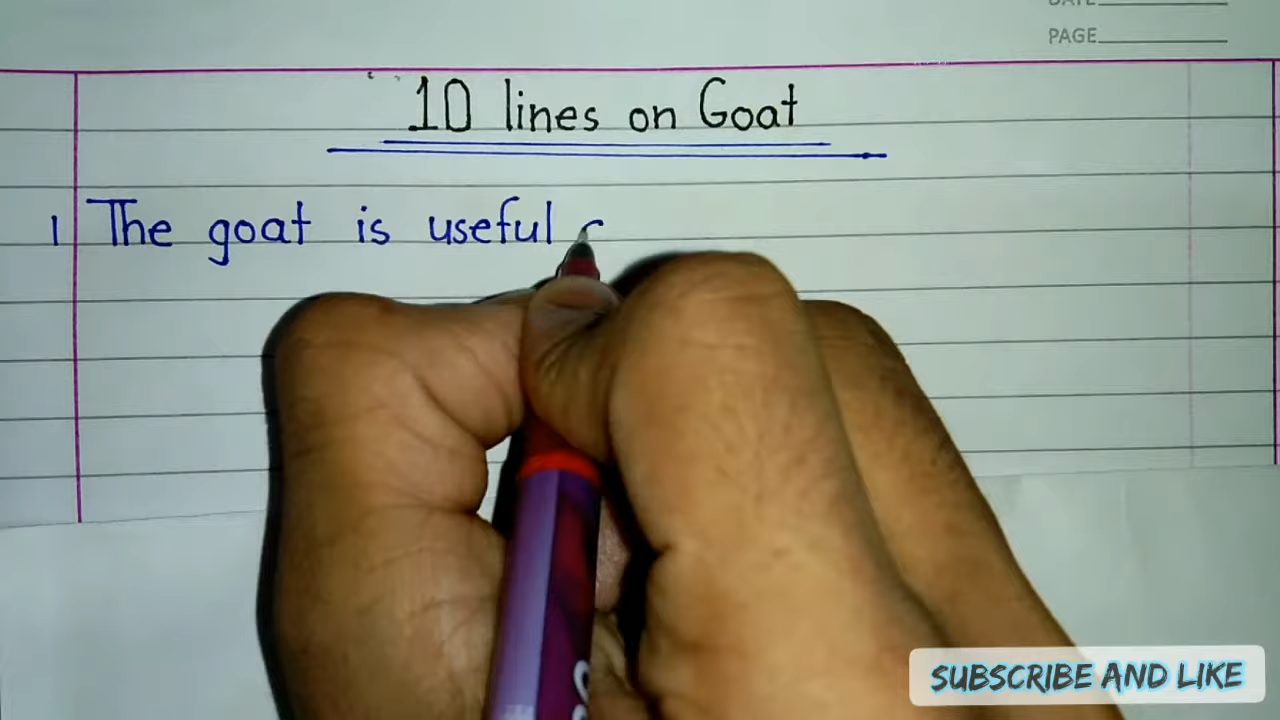 PAGE
10 lines on Goat
1 The goat is useful
SUBSCRIBE AND LIKE